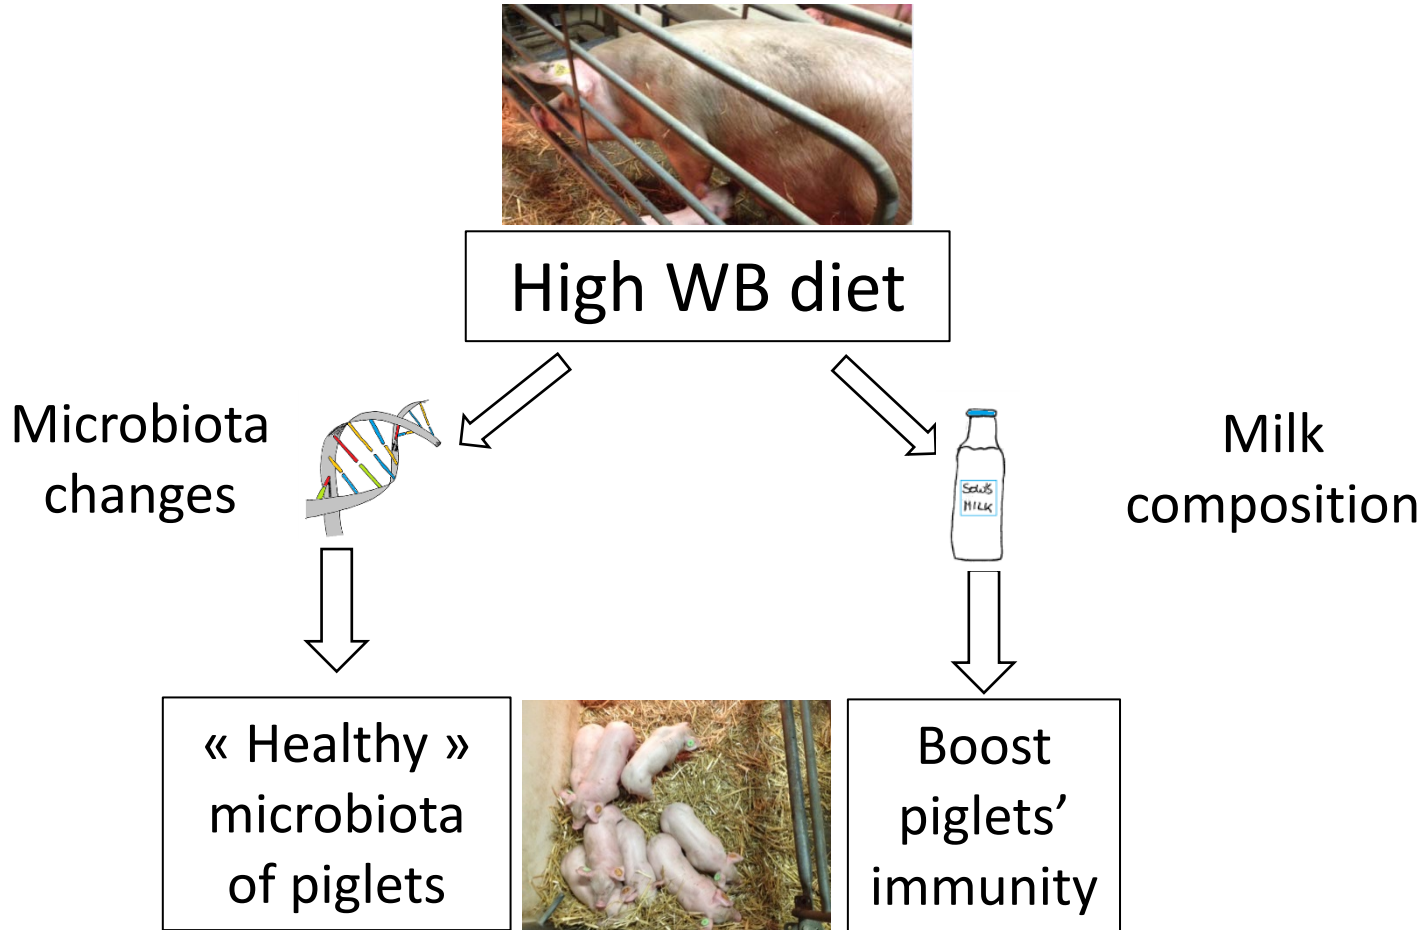 High WB diet
Microbiota
changes
SOW'S
MILK
Milk
composition
« Healthy »
microbiota
of piglets
Boost
piglets’
immunity